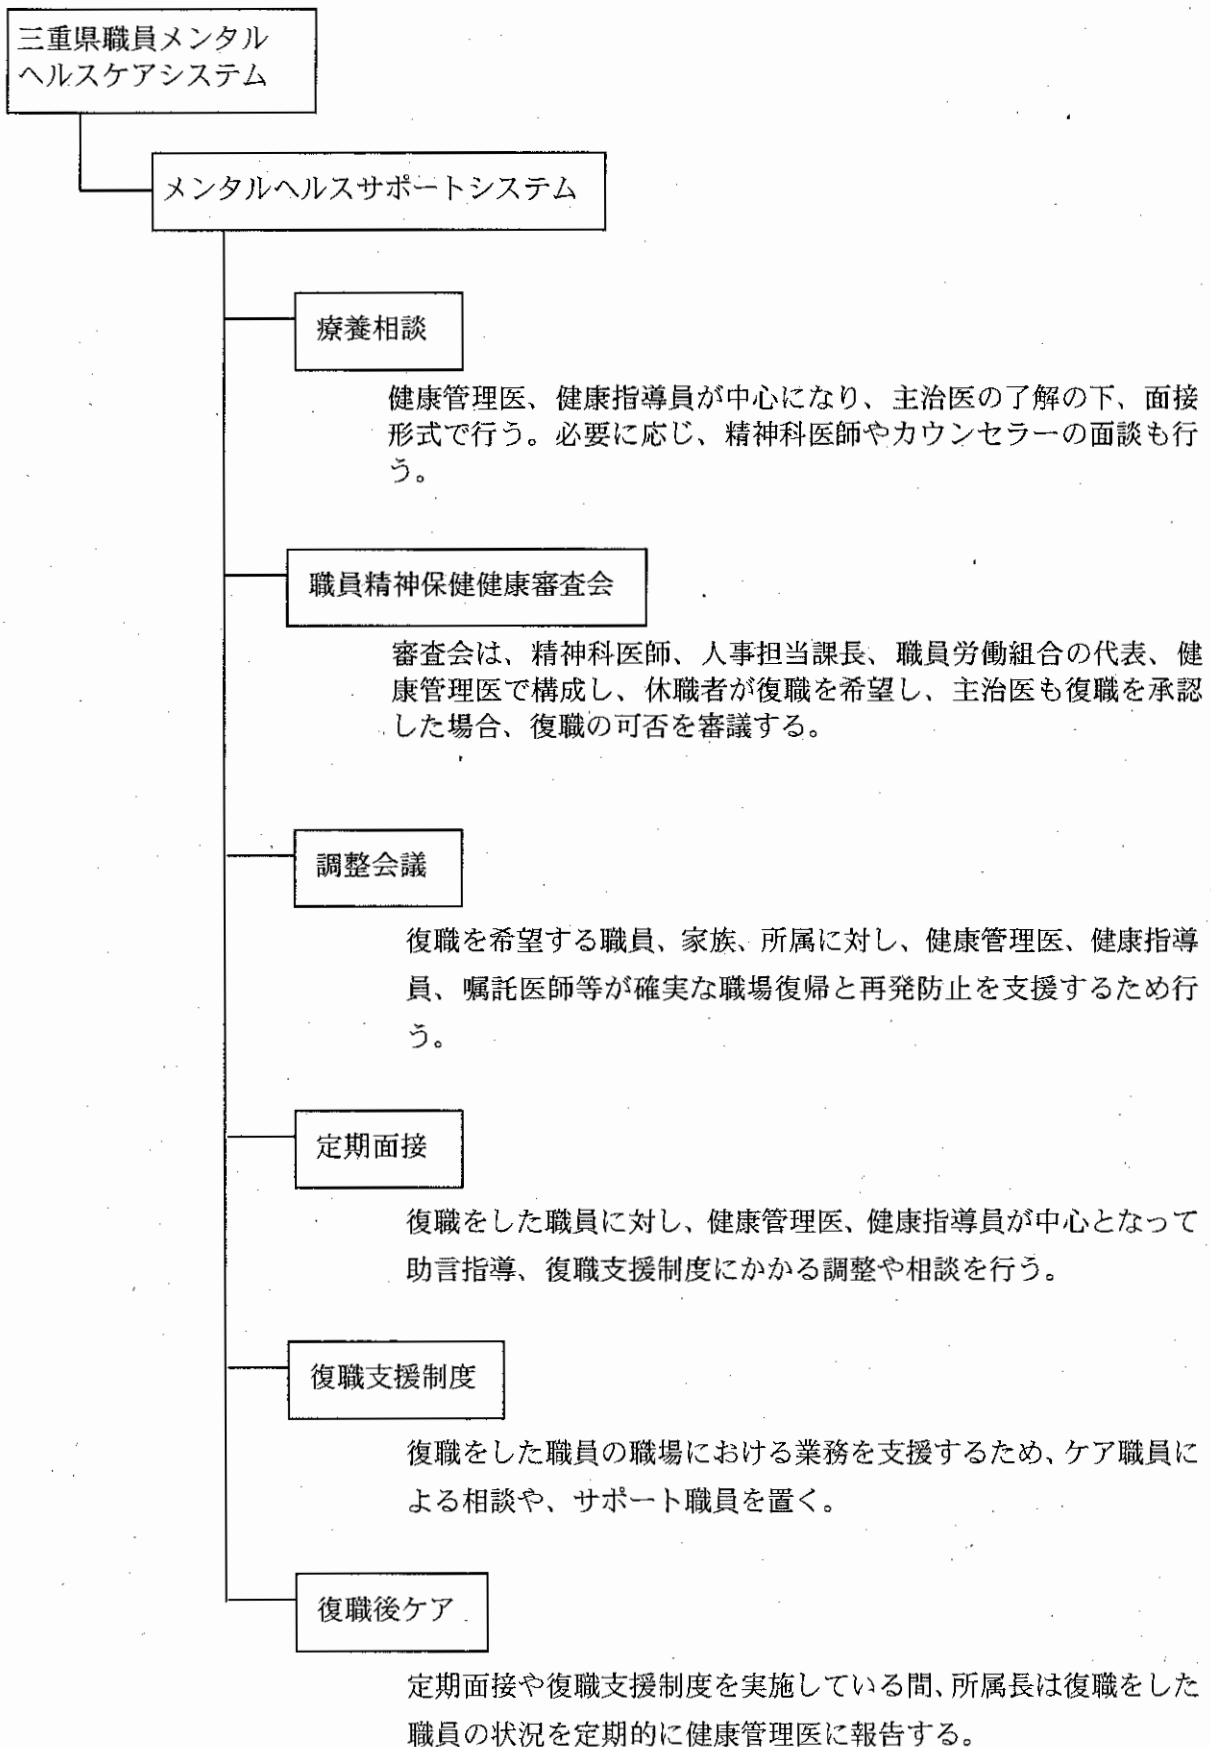 三重県職員メンタル
ヘルスケアシステム
メンタルヘルスサポートシステム
療養相談
健康管理医、健康指導員が中心になり、主治医の了解の下、面接
形式で行う。必要に応じ、精神科医師やカウンセラーの面談も行
う。
職員精神保健健康審査会
審査会は、精神科医師、人事担当課長、職員労働組合の代表、健
康管理医で構成し、休職者が復職を希望し、主治医も復職を承認
した場合、復職の可否を審議する。
調整会議
復職を希望する職員、家族、所属に対し、健康管理医、健康指導
員、嘱託医師等が確実な職場復帰と再発防止を支援するため行
う。
定期面接
復職をした職員に対し、健康管理医、健康指導員が中心となって
助言指導、復職支援制度にかかる調整や相談を行う。
復職支援制度
復職をした職員の職場における業務を支援するため、ケア職員に
よる相談や、サポート職員を置く。
復職後ケア
定期面接や復職支援制度を実施している間、所属長は復職をした
職員の状況を定期的に健康管理医に報告する。